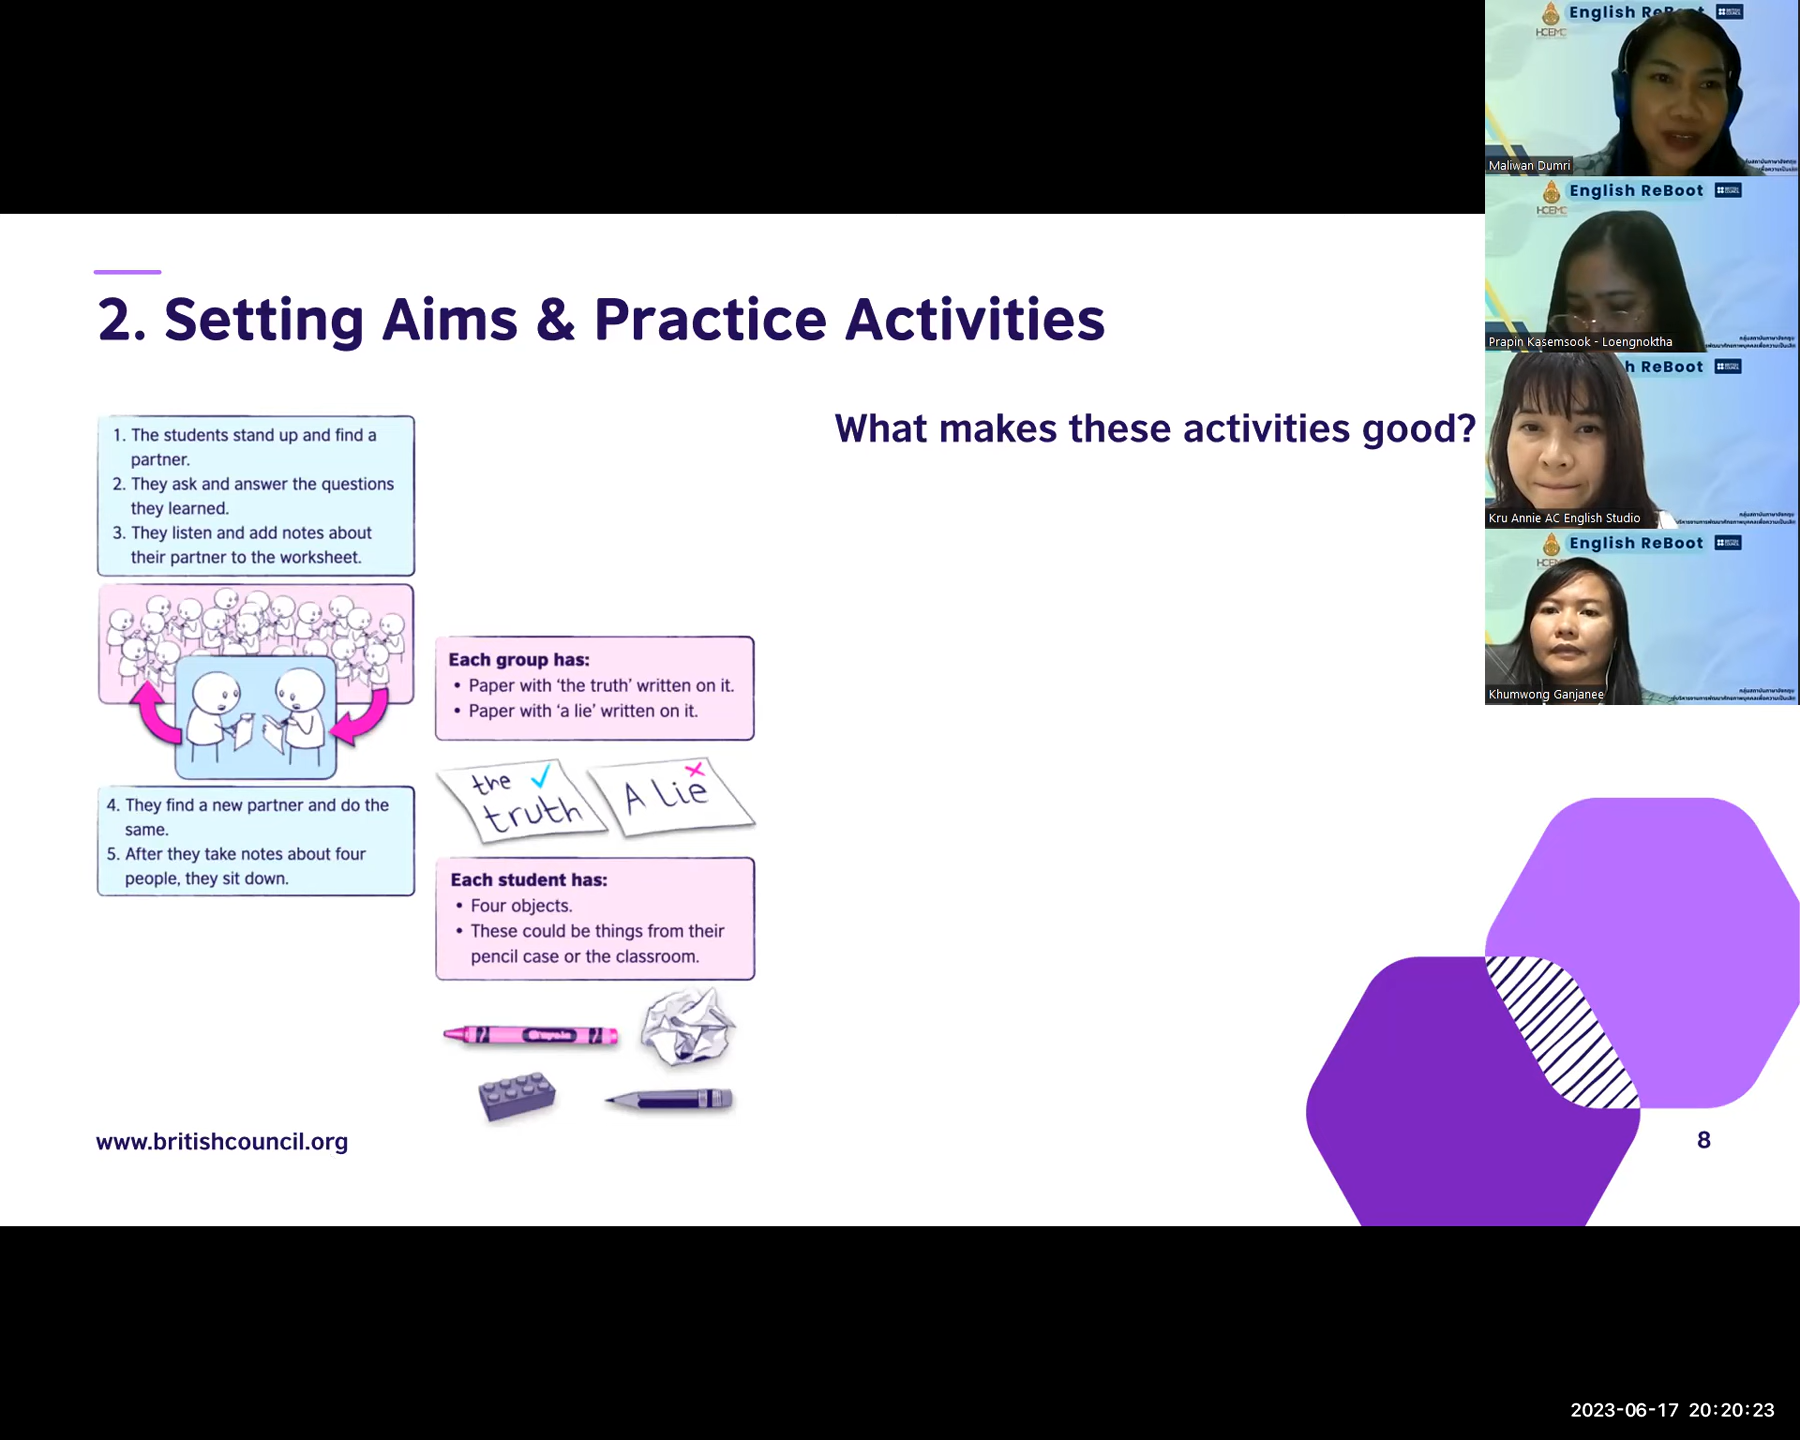 2. Setting Aims & Practice Activities
1. The students stand up and find a
partner.
2. They ask and answer the questions
they learned.
3. They listen and add notes about
their partner to the worksheet.
4. They find a new partner and do the
same.
5. After they take notes about four
people, they sit down.
Each group has:
• Paper with ‘the truth’ written on it.
• Paper with ‘a lie’ written on it.
the
truth
A lie
Each student has:
• Four objects.
• These could be things from their
pencil case or the classroom.
What makes these activities good?
www.britishcouncil.org
8
English ReBoot
HCEMC
Maliwan Dumri
English ReBoot
HCEMC
Prapin Kasemsook - Loengnoktha
h ReBoot
Kru Annie AC English Studio
English ReBoot
Khumwong Ganjanee
2023-06-17 20:20:23